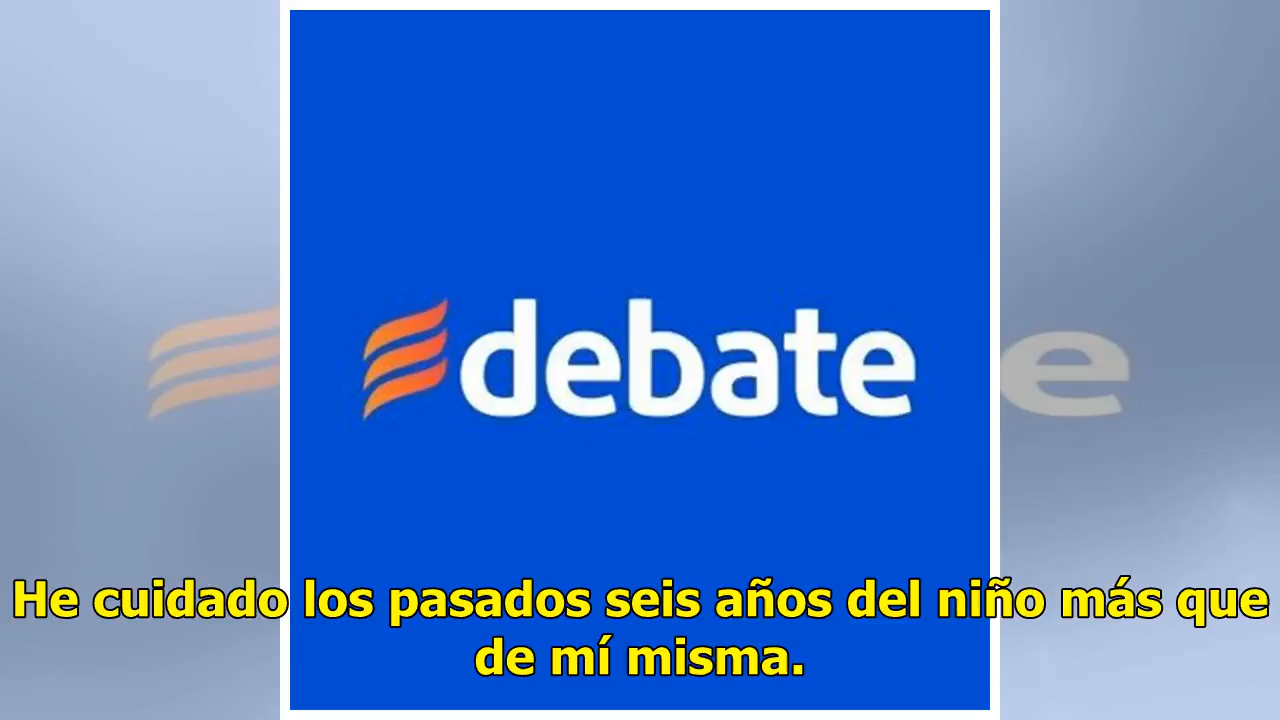 debate
He cuidado los pasados seis años del niño más que
de mí misma.